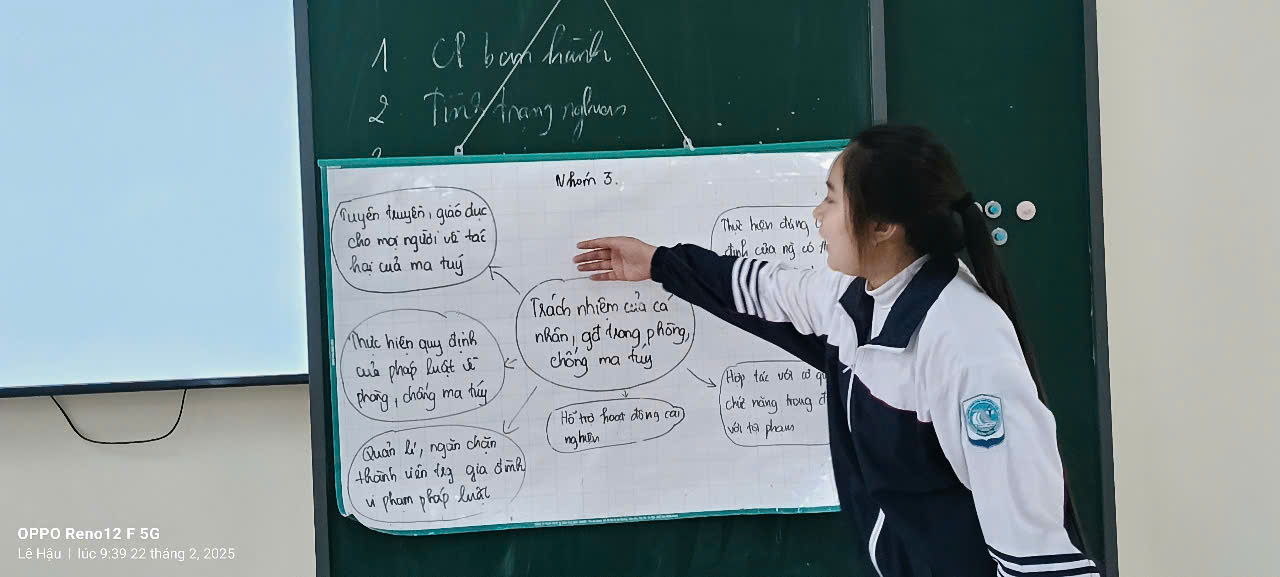 1. CP ban hành
2 Tình trạng nghiện
Nhóm 3.
Tuyên truyền, giáo dục
cho mọi người về tác
hại cuả ma tuý
Thực hiện đúng
định của ng có
Trách nhiệm của cá
nhân, gđ trong phòng,
chống ma tuý
Thực hiện quy định
của pháp luật về
phòng, chống ma túy
Hợp tác với cơ
chức năng trong
với tội phạm
Hỗ trợ hoạt động cai
nghiện
Quản lí, ngăn chặn
thành viên trg gia đình
vi phạm pháp luật
OPPO Reno12 F 5G
Lê Hậu | lúc 9:39 22 tháng 2, 2025